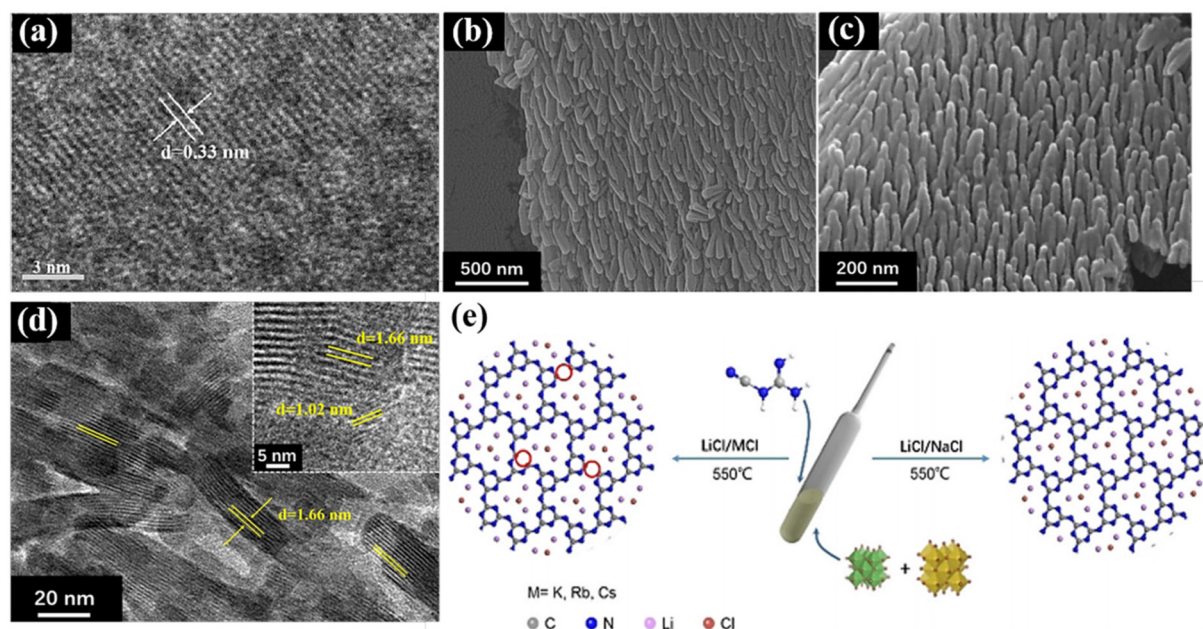 (a)
d=0.33 nm
3 nm
(b)
500 nm
(c)
200 nm
(d)
d=1.66 nm
d=1.02 nm
5 nm
d=1.66 nm
20 nm
(e)
LiCl/MCl
550℃
LiCl/NaCl
550℃
+
M= K, Rb, Cs
C N Li Cl